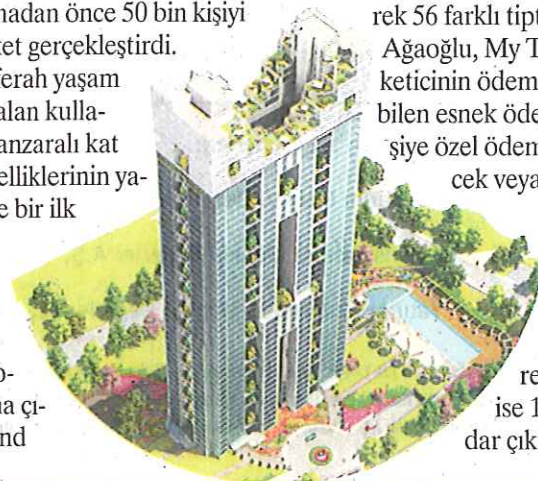 nadan önce 50 bin kişiyi
ket gerçekleştirdi.
ferah yaşam
alan kulla-
anzaralı kat
elliklerinin ya-
e bir ilk
o-
a çı-
nd
rek 56 farklı tipt
Ağaoğlu, My T
keticinin ödem
bilen esnek öde
şiye özel ödem
cek veya
re
ise 1
dar çık